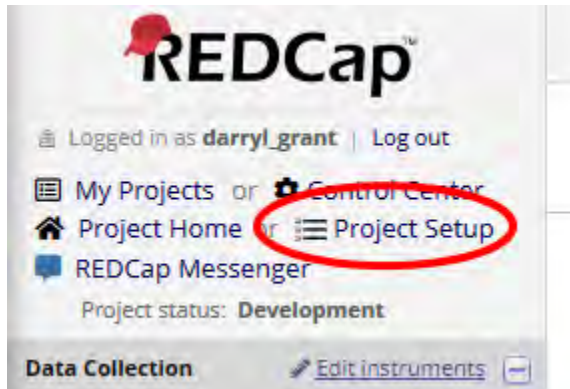 REDCap™
Logged in as darryl_grant | Log out
My Projects or Control Center
Project Home or Project Setup
REDCap Messenger
Project status: Development
Data Collection Edit instruments